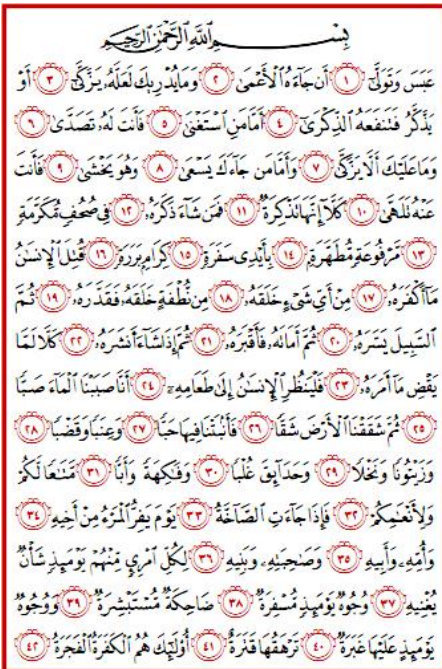 بِسْمِ ٱللَّهِ ٱلرَّحْمَٰنِ ٱلرَّحِيمِ
عَبَسَ وَتَوَلَّىٰٓ ١ أَن جَآءَهُ ٱلْأَعْمَىٰ ٢ وَمَا يُدْرِيكَ لَعَلَّهُۥ يَزَّكَّىٰٓ ٣ أَوْ
يَذَّكَّرُ فَتَنفَعَهُ ٱلذِّكْرَىٰٓ ٤ أَمَّا مَنِ ٱسْتَغْنَىٰ ٥ فَأَنتَ لَهُۥ تَصَدَّىٰ ٦
وَمَا عَلَيْكَ أَلَّا يَزَّكَّىٰ ٧ وَأَمَّا مَن جَآءَكَ يَسْعَىٰ ٨ وَهُوَ يَخْشَىٰ ٩ فَأَنتَ
عَنْهُ تَلَهَّىٰ ١٠ كَلَّآ إِنَّهَا تَذْكِرَةٌ ١١ فَمَن شَآءَ ذَكَرَهُۥ ١٢ فِى صُحُفٍ مُّكَرَّمَةٍ
١٣ مَّرْفُوعَةٍ مُّطَهَّرَةٍۭ ١٤ بِأَيْدِى سَفَرَةٍ ١٥ كِرَامٍۭ بَرَرَةٍ ١٦ قُتِلَ ٱلْإِنسَٰنُ
مَآ أَكْفَرَهُۥ ١٧ مِنْ أَىِّ شَىْءٍ خَلَقَهُۥ ١٨ مِن نُّطْفَةٍ خَلَقَهُۥ فَقَدَّرَهُۥ ١٩ ثُمَّ
ٱلسَّبِيلَ يَسَّرَهُۥ ٢٠ ثُمَّ أَمَاتَهُۥ فَأَقْبَرَهُۥ ٢١ ثُمَّ إِذَا شَآءَ أَنشَرَهُۥ ٢٢ كَلَّا لَمَّا
يَقْضِ مَآ أَمَرَهُۥ ٢٣ فَلْيَنظُرِ ٱلْإِنسَٰنُ إِلَىٰ طَعَامِهِۦٓ ٢٤ أَنَّا صَبَبْنَا ٱلْمَآءَ صَبًّا
٢٥ ثُمَّ شَقَقْنَا ٱلْأَرْضَ شَقًّا ٢٦ فَأَنۢبَتْنَا فِيهَا حَبًّا ٢٧ وَعِنَبًا وَقَضْبًا ٢٨
وَزَيْتُونًا وَنَخْلًا ٢٩ وَحَدَآئِقَ غُلْبًا ٣٠ وَفَٰكِهَةً وَأَبًّا ٣١ مَّتَٰعًا لَّكُمْ
وَلِأَنْعَٰمِكُمْ ٣٢ فَإِذَا جَآءَتِ ٱلصَّآخَّةُ ٣٣ يَوْمَ يَفِرُّ ٱلْمَرْءُ مِنْ أَخِيهِ ٣٤
وَأُمِّهِۦ وَأَبِيهِ ٣٥ وَصَٰحِبَتِهِۦ وَبَنِيهِ ٣٦ لِكُلِّ ٱمْرِئٍ مِّنْهُمْ يَوْمَئِذٍ شَأْنٌ
يُغْنِيهِ ٣٧ وُجُوهٌ يَوْمَئِذٍ مُّسْفِرَةٌ ٣٨ ضَاحِكَةٌ مُّسْتَبْشِرَةٌ ٣٩ وَوُجُوهٌ
يَوْمَئِذٍ عَلَيْهَا غَبَرَةٌ ٤٠ تَرْهَقُهَا قَتَرَةٌ ٤١ أُو۟لَٰٓئِكَ هُمُ ٱلْكَفَرَةُ ٱلْفَجَرَةُ ٤٢